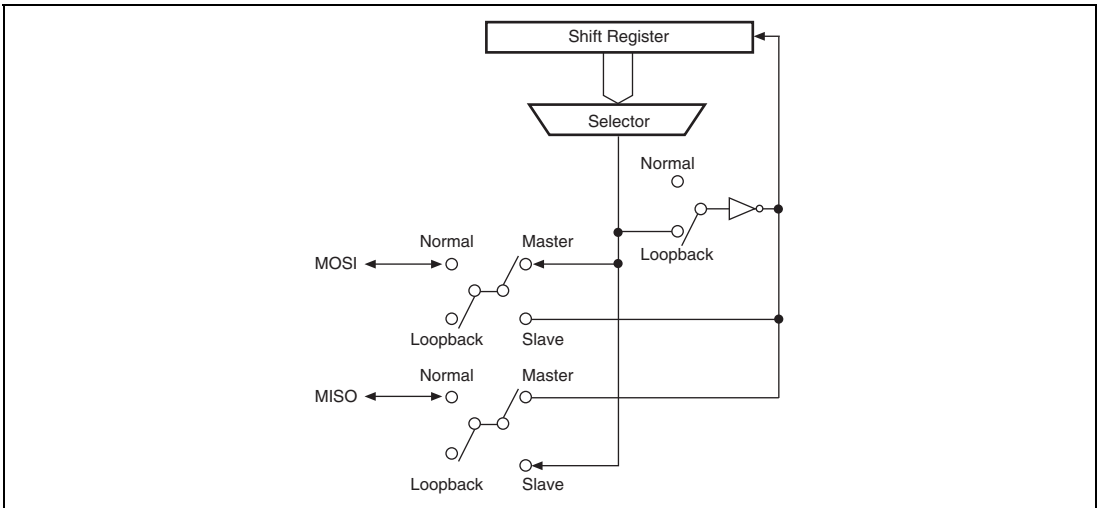 Shift Register
Selector
Normal
Loopback
Normal
Master
MOSI
Loopback
Slave
Normal
Master
MISO
Loopback
Slave